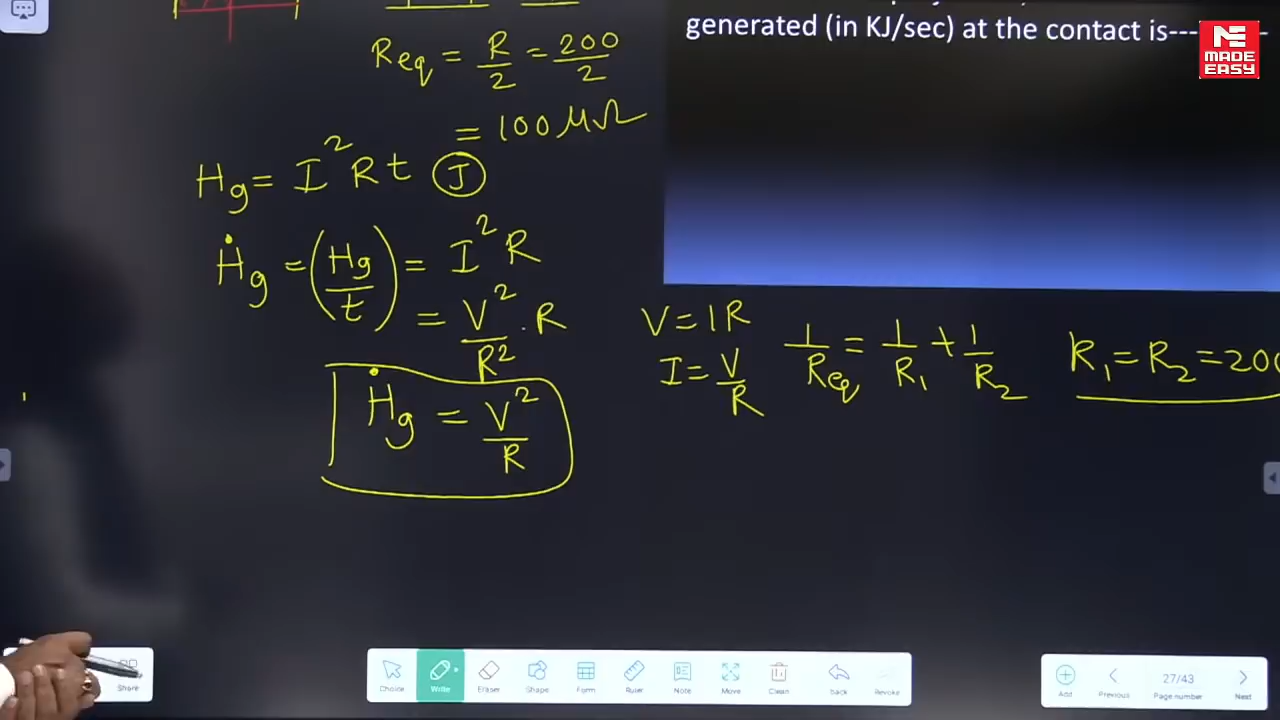 generated (in KJ/sec) at the contact is---
MADE EASY
Req = R/2 = 200/2
= 100 μΩ
Hg = I² R t (J)
Ḣg = (Hg/t) = I² R
= V²/R² . R
Ḣg = V²/R
V = IR
I = V/R
1/Req = 1/R₁ + 1/R₂
R₁ = R₂ = 200
Share
Choice
Write
Eraser
Shape
Form
Ruler
Note
Move
Clean
back
Revoke
Add
Previous
27/43
Page number
Next